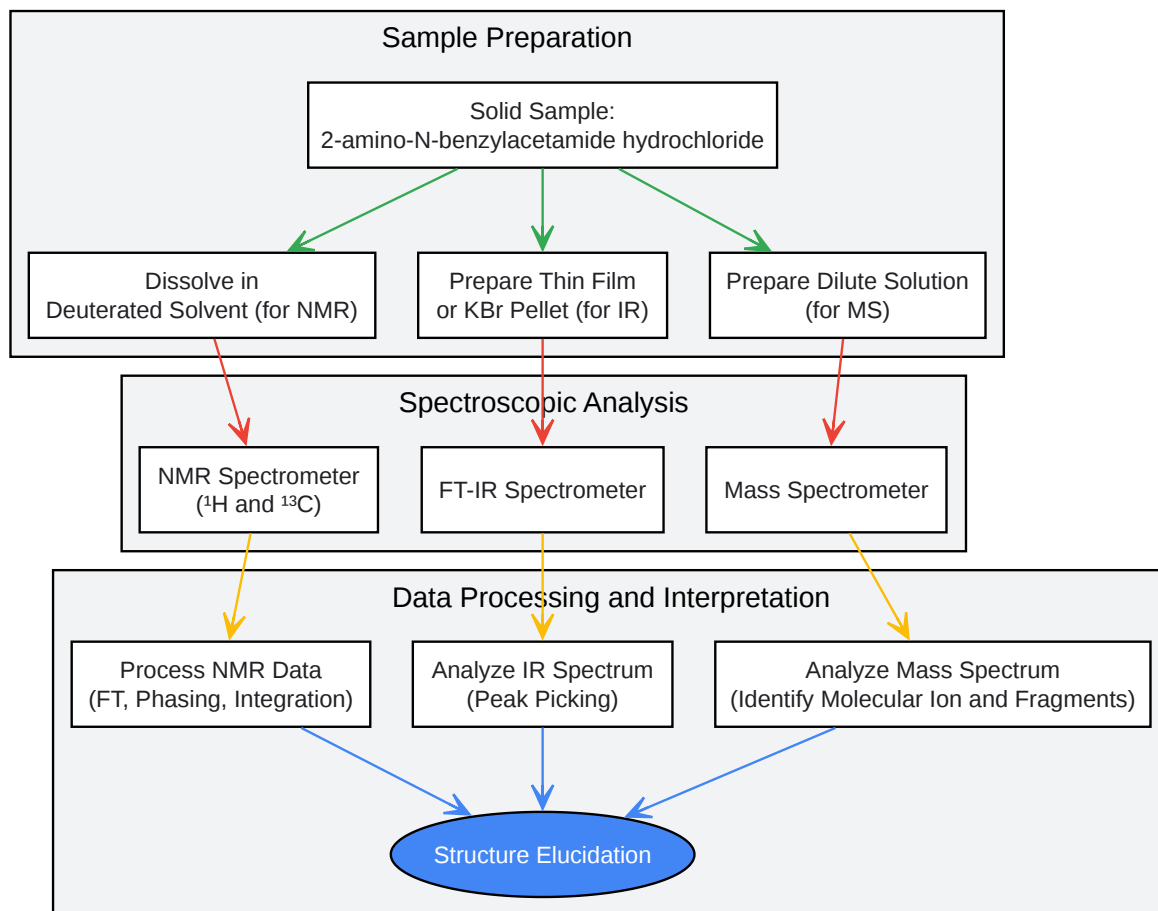 Sample Preparation
Solid Sample:
2-amino-N-benzylacetamide hydrochloride
Dissolve in
Deuterated Solvent (for NMR)
Prepare Thin Film
or KBr Pellet (for IR)
Prepare Dilute Solution
(for MS)
Spectroscopic Analysis
NMR Spectrometer
(¹H and ¹³C)
FT-IR Spectrometer
Mass Spectrometer
Data Processing and Interpretation
Process NMR Data
(FT, Phasing, Integration)
Analyze IR Spectrum
(Peak Picking)
Analyze Mass Spectrum
(Identify Molecular Ion and Fragments)
Structure Elucidation